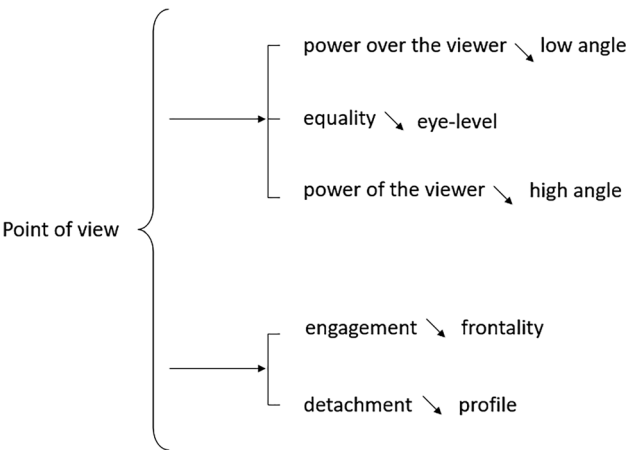 power over the viewer low angle
equality eye-level
power of the viewer high angle
Point of view
engagement frontality
detachment profile